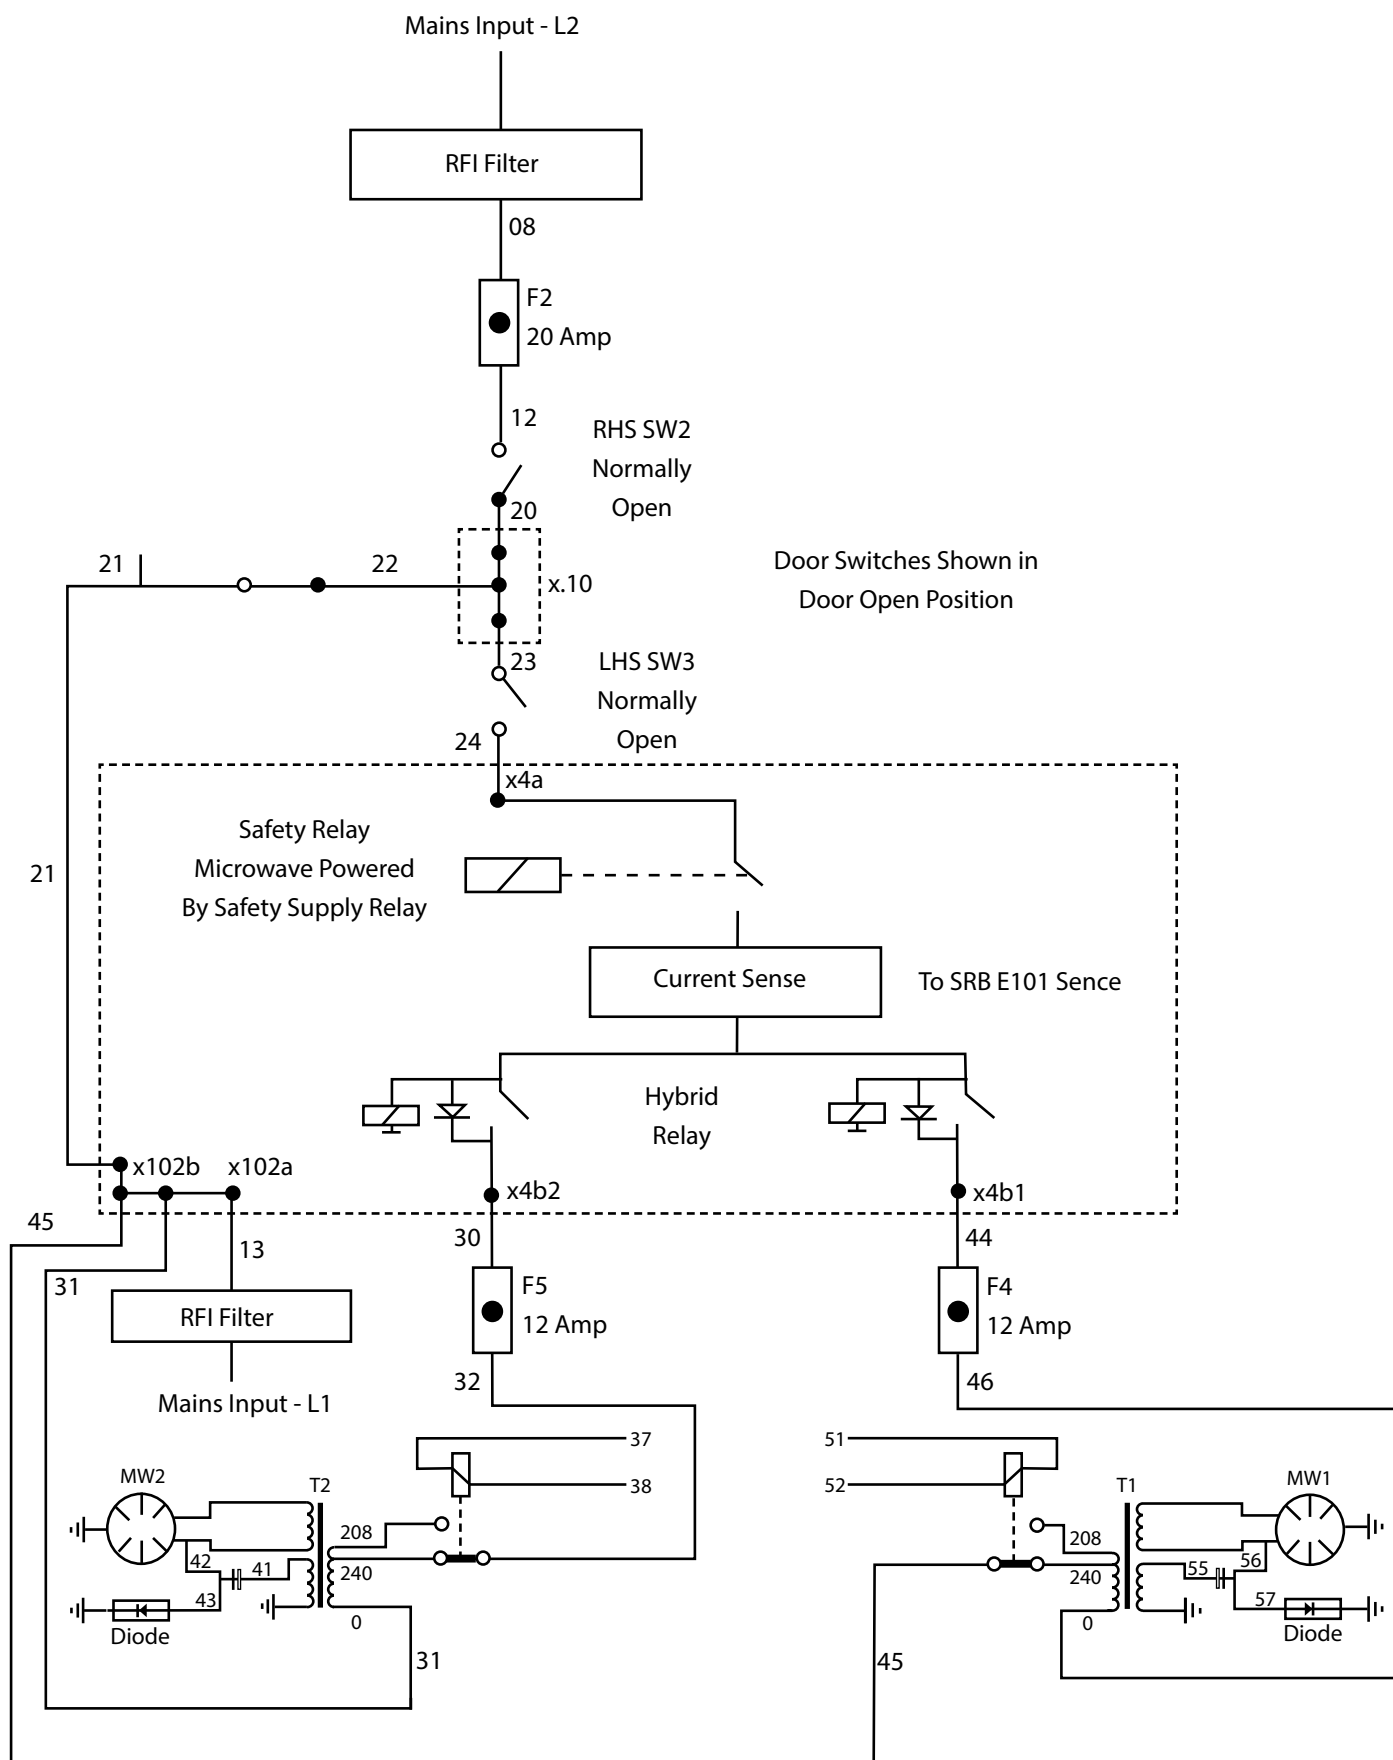 Mains Input - L2
RFI Filter
08
F2
20 Amp
12
RHS SW2
Normally
Open
20
21
22
x.10
Door Switches Shown in
Door Open Position
23
LHS SW3
Normally
Open
24
x4a
Safety Relay
Microwave Powered
By Safety Supply Relay
21
Current Sense
To SRB E101 Sence
Hybrid
Relay
x102b
x102a
x4b2
x4b1
45
13
30
44
31
RFI Filter
F5
12 Amp
F4
12 Amp
Mains Input - L1
32
46
37
38
51
52
MW2
T2
208
240
0
42
41
43
Diode
31
T1
MW1
208
240
0
55
56
57
Diode
45